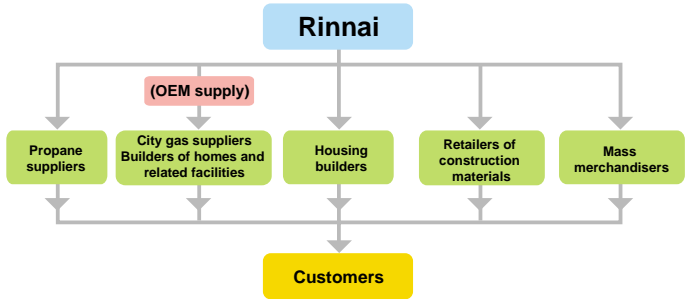 Rinnai
(OEM supply)
Propane
suppliers
City gas suppliers
Builders of homes and
related facilities
Housing
builders
Retailers of
construction
materials
Mass
merchandisers
Customers